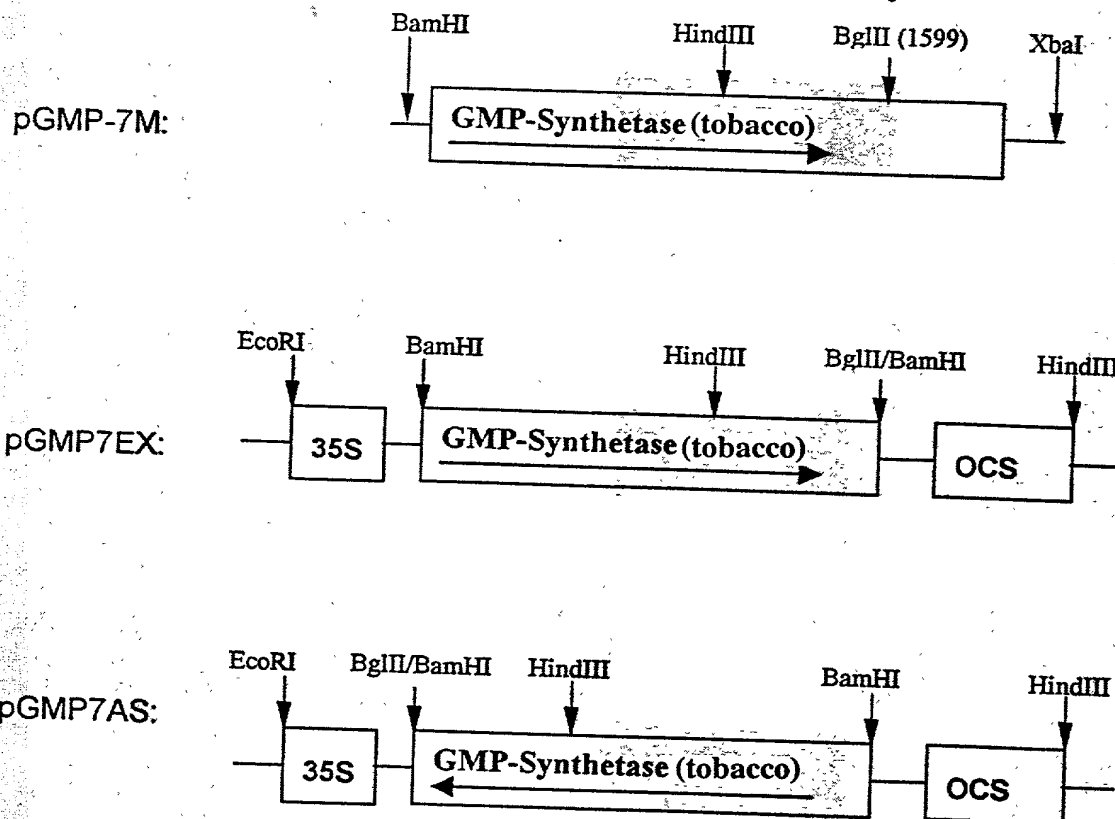 BamHI HindIII BglII (1599) XbaI
pGMP-7M: GMP-Synthetase (tobacco)
EcoRI BamHI HindIII BglII/BamHI HindIII
pGMP7EX: 35S GMP-Synthetase (tobacco) OCS
EcoRI BglII/BamHI HindIII BamHI HindIII
pGMP7AS: 35S GMP-Synthetase (tobacco) OCS